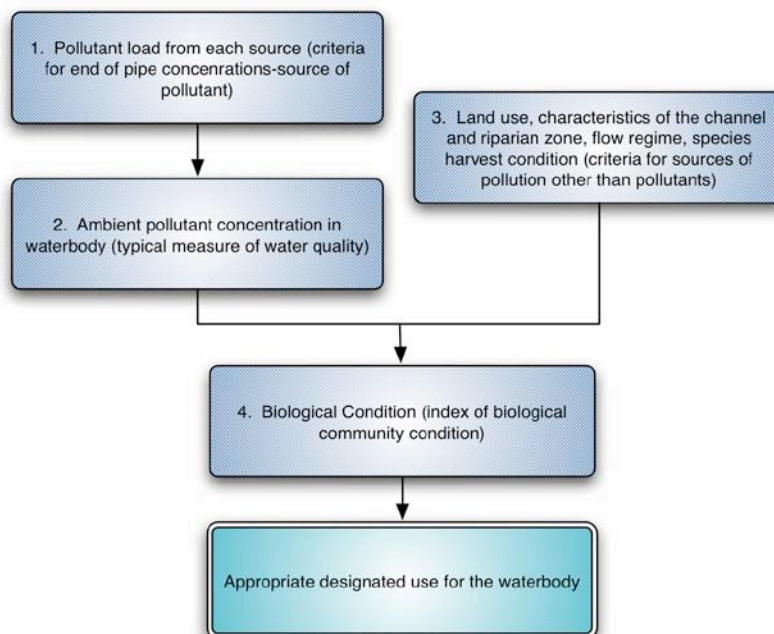 1.  Pollutant load from each source (criteria
for end of pipe concenrations-source of
pollutant)
3.  Land use, characteristics of the channel
and riparian zone, flow regime, species
harvest condition (criteria for sources of
pollution other than pollutants)
2.  Ambient pollutant concentration in
waterbody (typical measure of water quality)
4.  Biological Condition (index of biological
community condition)
Appropriate designated use for the waterbody